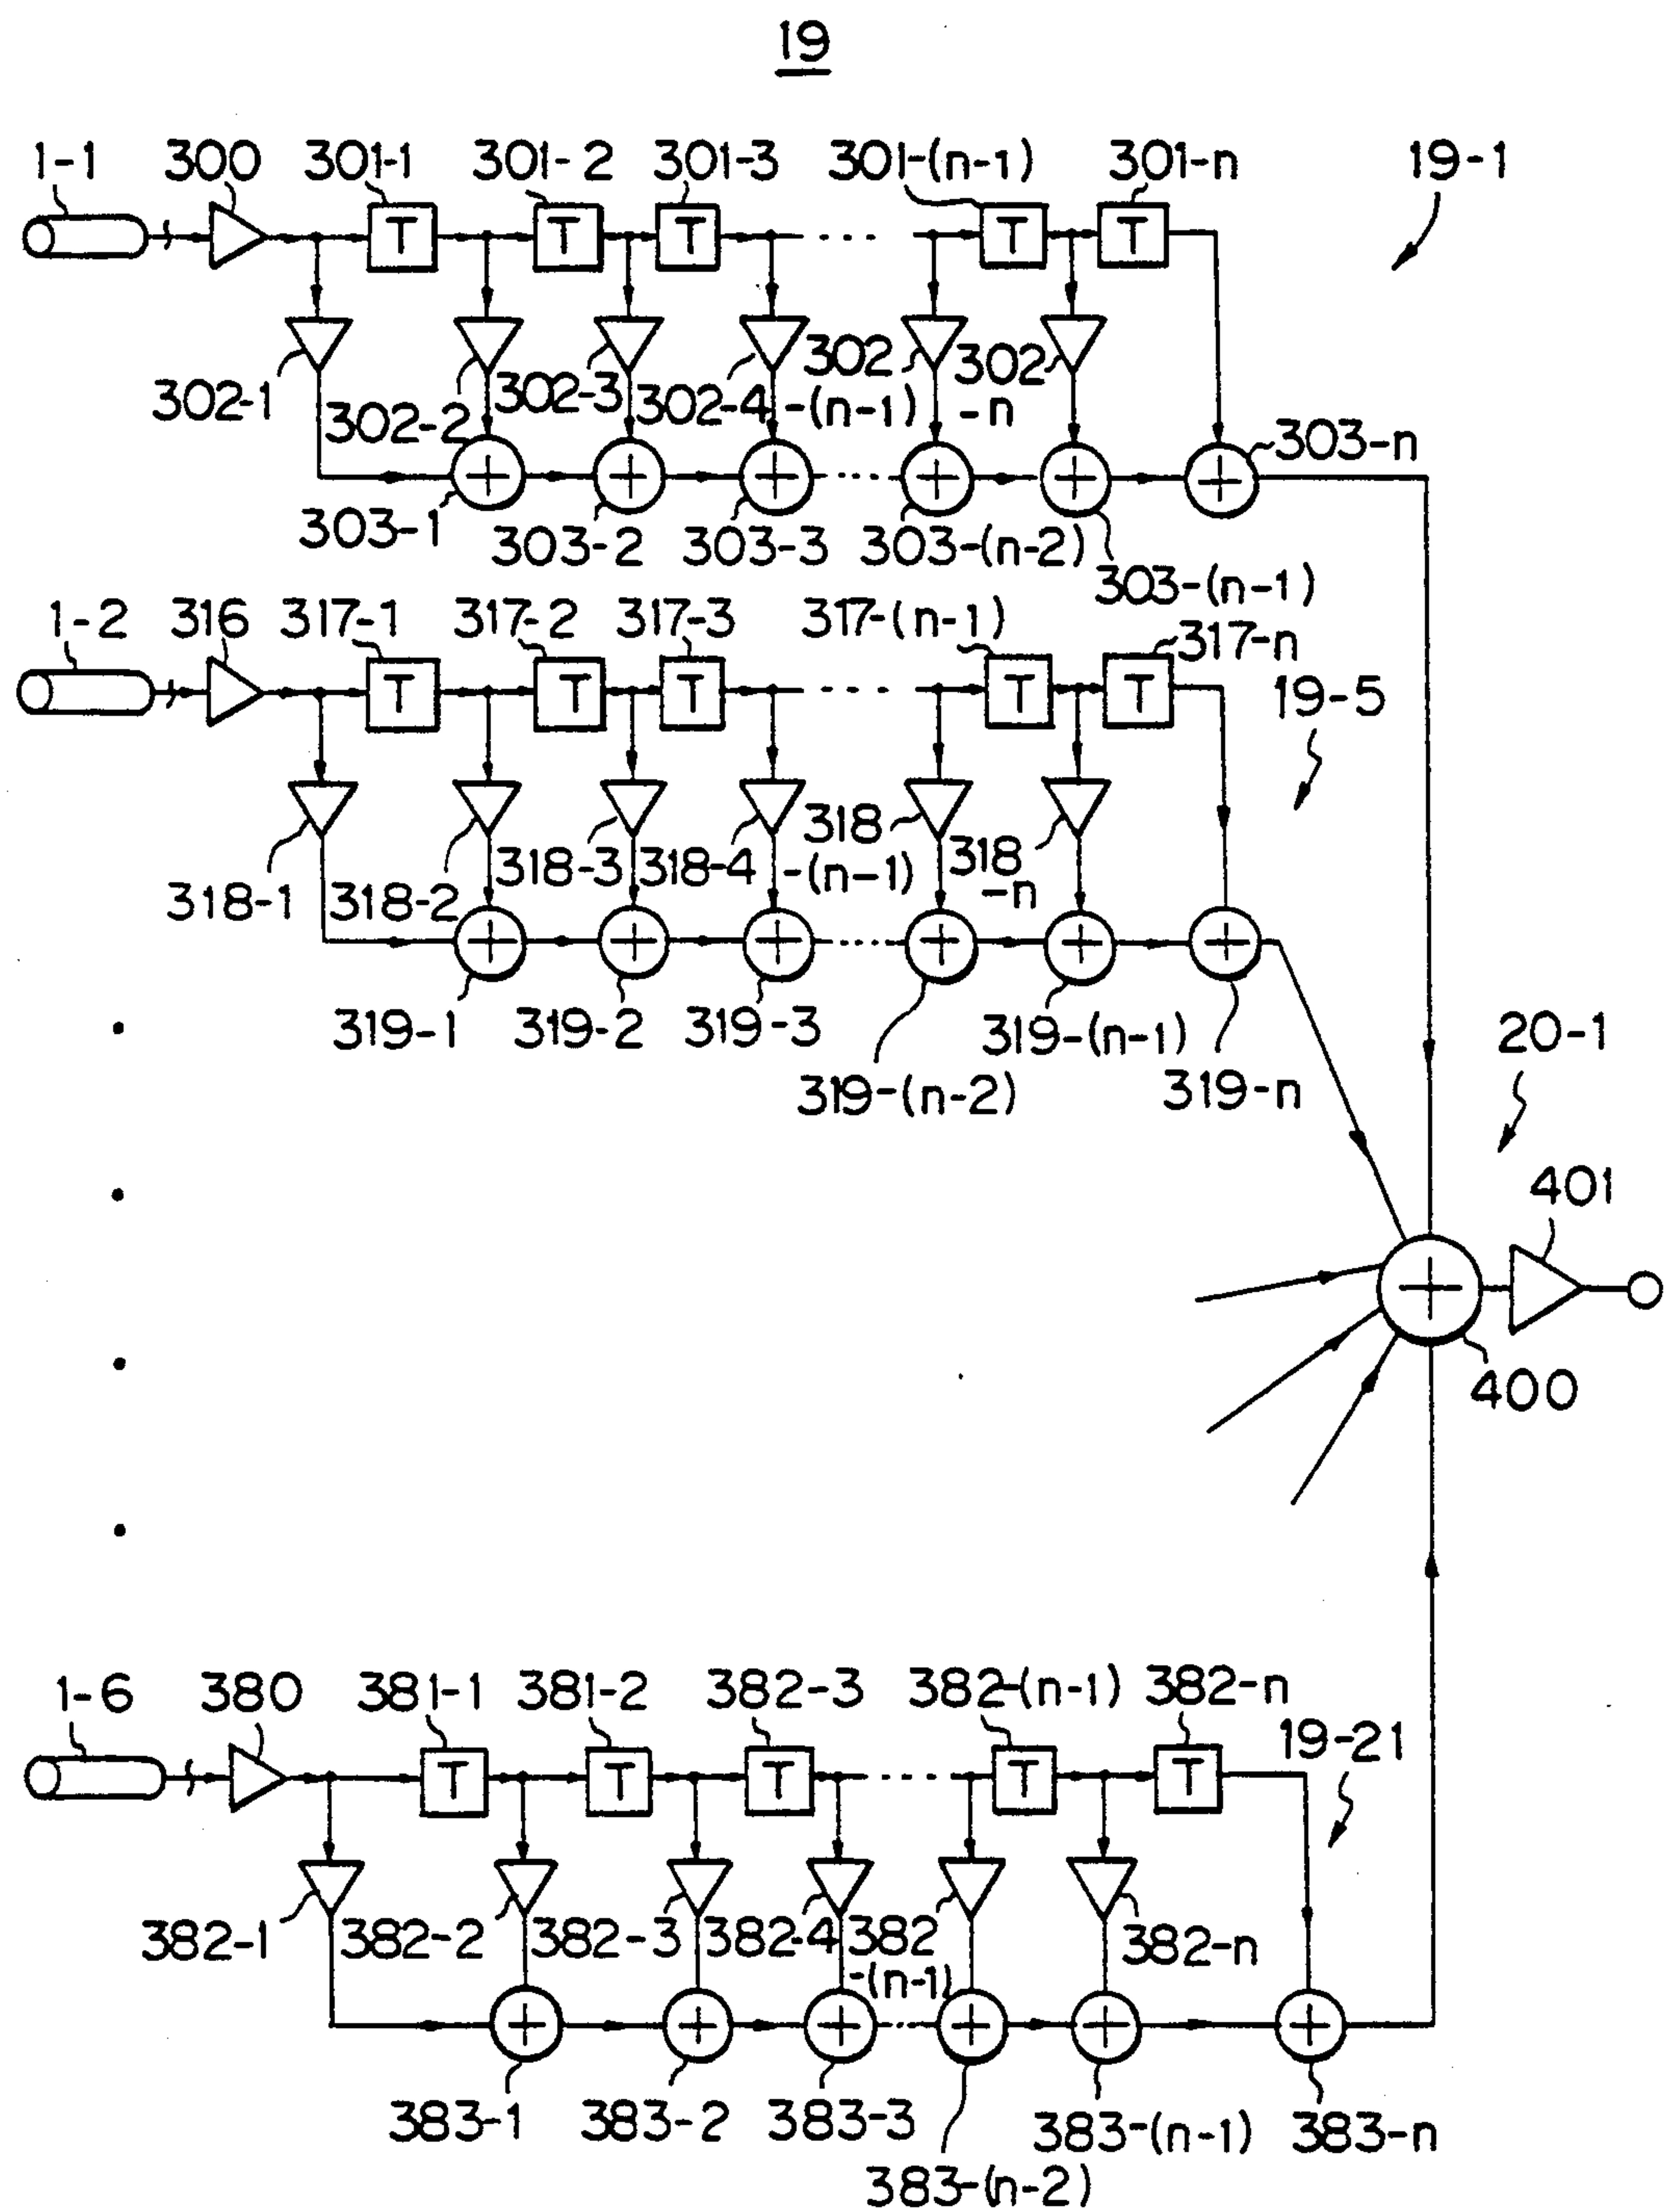 19
1-1 300 301-1 301-2 301-3 301-(n-1) 301-n 19-1
T T T T T
302-1 302-2 302-3 302-4 302-(n-1) 302-n
+ + + + + +
303-1 303-2 303-3 303-(n-2) 303-(n-1) 303-n
1-2 316 317-1 317-2 317-3 317-(n-1) 317-n
T T T T T
19-5
318-1 318-2 318-3 318-4 318-(n-1) 318-n
+ + + + + +
319-1 319-2 319-3 319-(n-2) 319-(n-1) 319-n
20-1
401
+
400
1-6 380 381-1 381-2 382-3 382-(n-1) 382-n
19-21
T T T T T
382-1 382-2 382-3 382-4 382-(n-1) 382-n
+ + + + + +
383-1 383-2 383-3 383-(n-2) 383-(n-1) 383-n